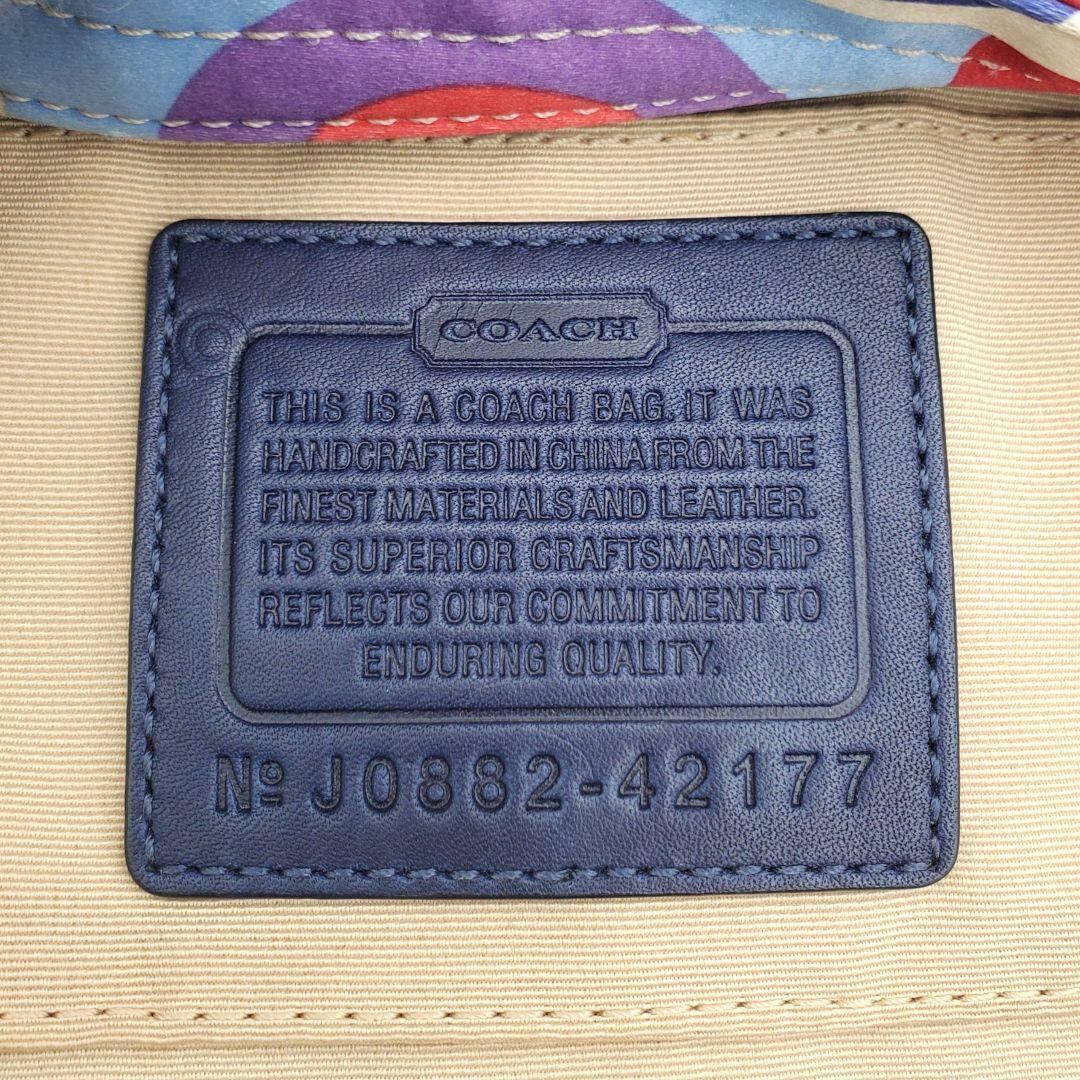 COACH
THIS IS A COACH BAG. IT WAS
HANDCRAFTED IN CHINA FROM THE
FINEST MATERIALS AND LEATHER.
ITS SUPERIOR CRAFTSMANSHIP
REFLECTS OUR COMMITMENT TO
ENDURING QUALITY.
Nº J0882-42177